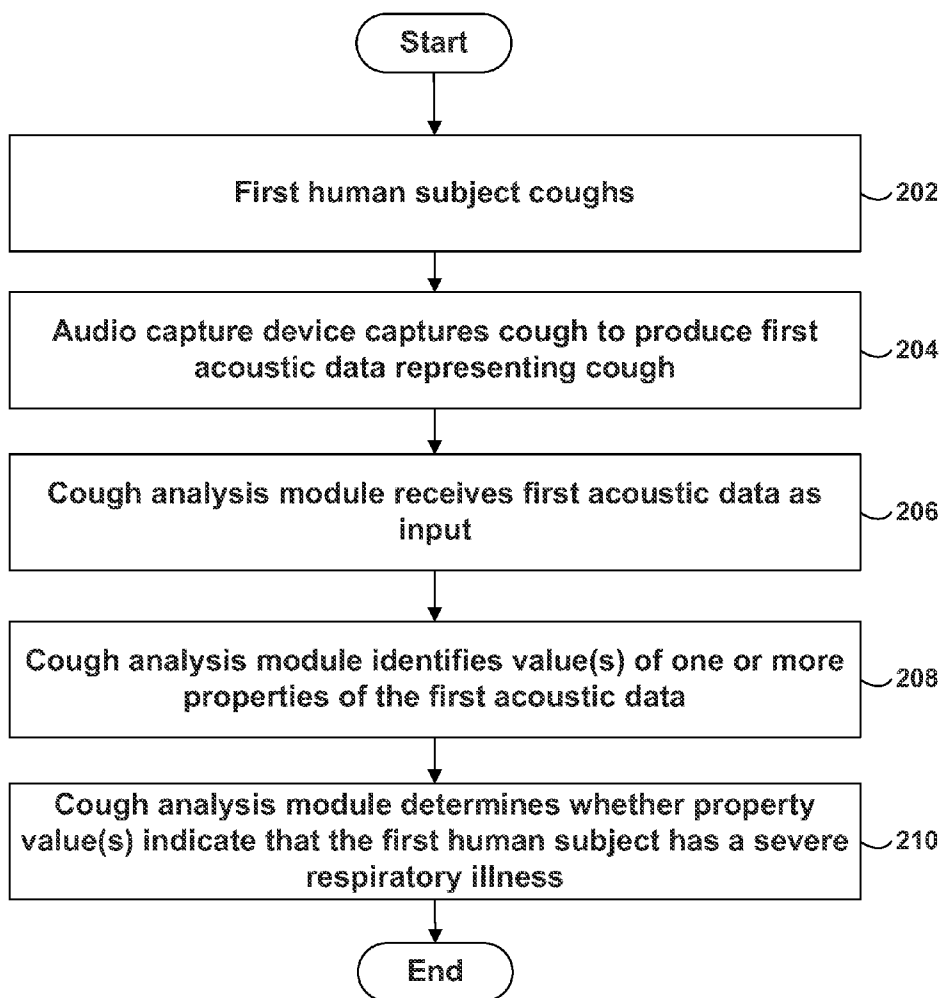 Start
First human subject coughs
202
Audio capture device captures cough to produce first
acoustic data representing cough
204
Cough analysis module receives first acoustic data as
input
206
Cough analysis module identifies value(s) of one or more
properties of the first acoustic data
208
Cough analysis module determines whether property
value(s) indicate that the first human subject has a severe
respiratory illness
210
End